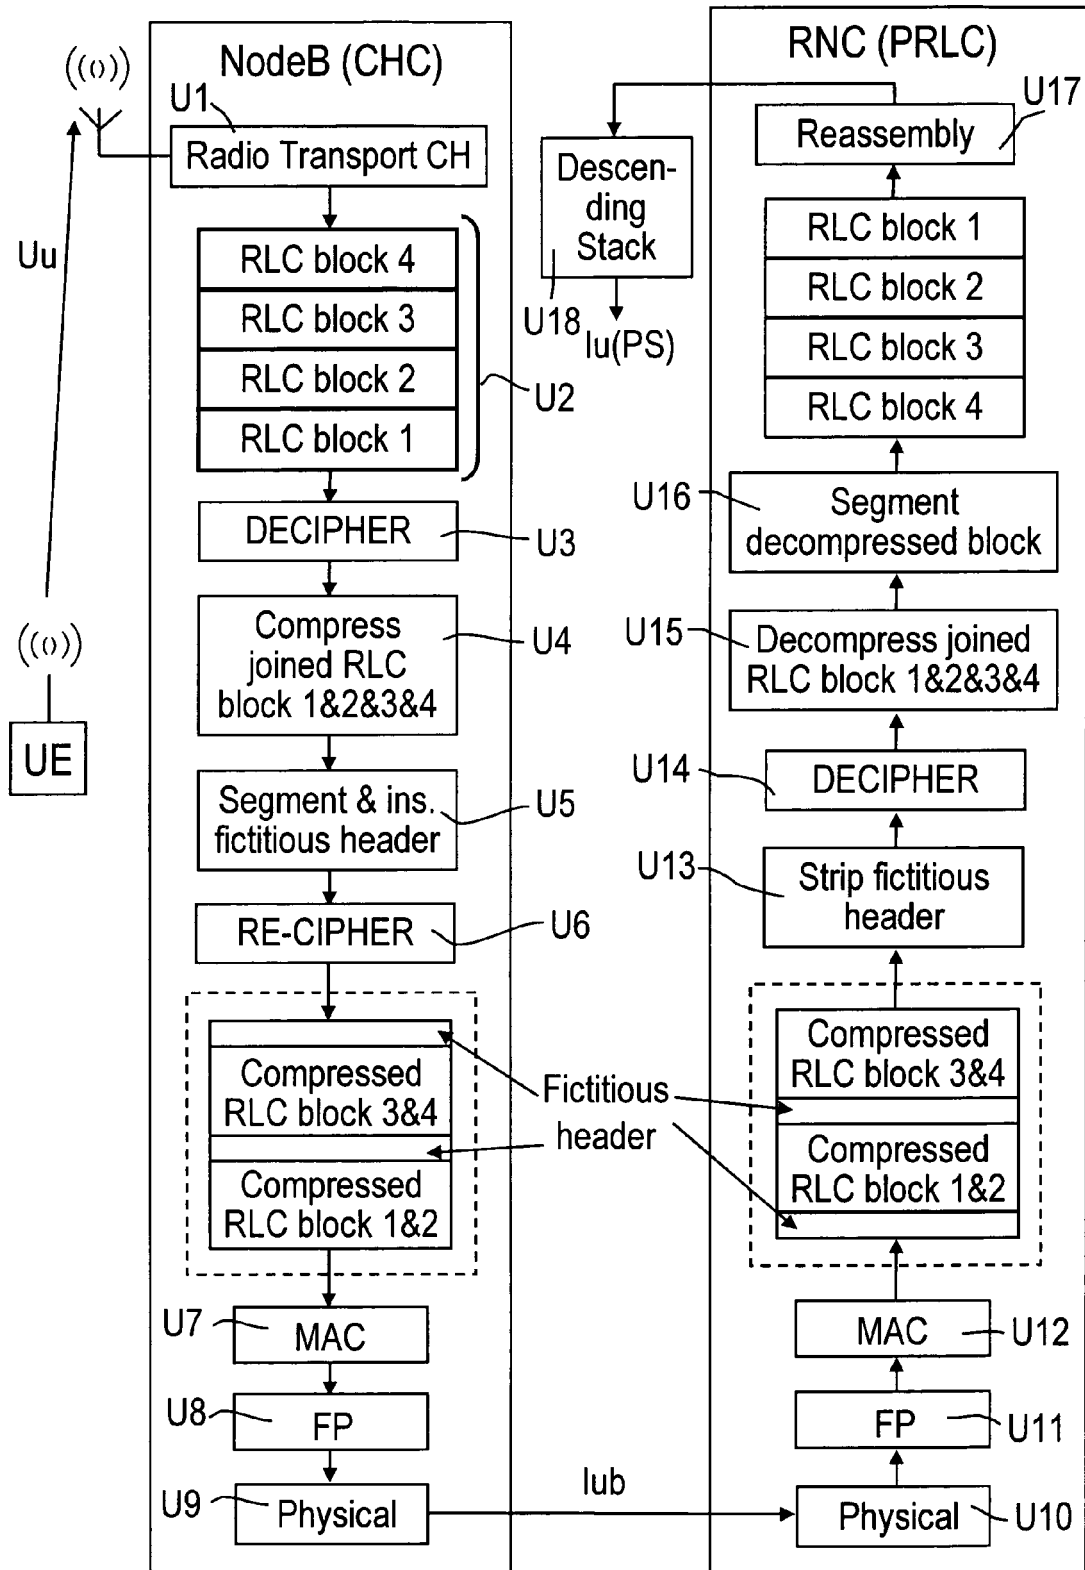 NodeB (CHC)
U1
Radio Transport CH
Uu
RLC block 4
RLC block 3
RLC block 2
RLC block 1
U2
DECIPHER
U3
Compress
joined RLC
block 1&2&3&4
U4
UE
Segment & ins.
fictitious header
U5
RE-CIPHER
U6
Compressed
RLC block 3&4
Compressed
RLC block 1&2
Fictitious
header
U7
MAC
U8
FP
U9
Physical
Iub
RNC (PRLC)
U17
Reassembly
Descen-
ding
Stack
U18
Iu(PS)
RLC block 1
RLC block 2
RLC block 3
RLC block 4
U16
Segment
decompressed block
U15
Decompress joined
RLC block 1&2&3&4
U14
DECIPHER
U13
Strip fictitious
header
Compressed
RLC block 3&4
Compressed
RLC block 1&2
MAC
U12
FP
U11
Physical
U10